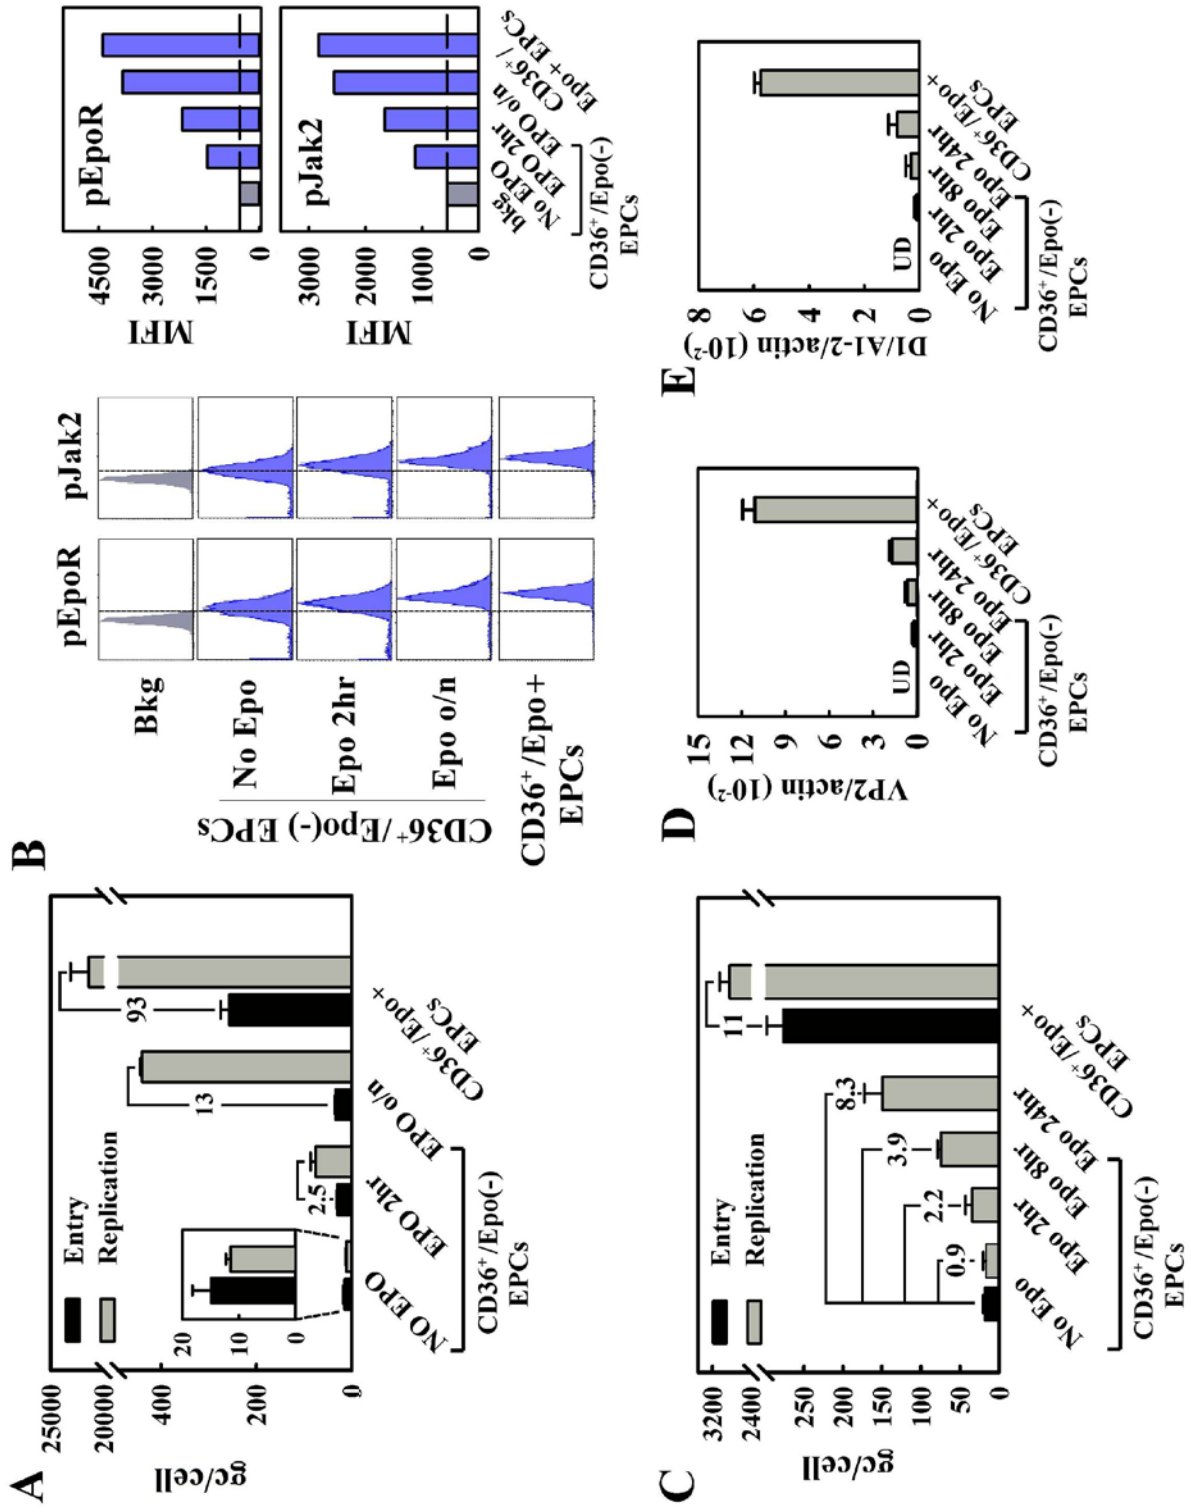 A
gc/cell
25000
20000
400
200
0
Entry
Replication
20
10
0
2.5
13
93
NO EPO
EPO 2hr
EPO o/n
CD36+/Epo+
EPCs
CD36+/Epo(-)
EPCs
B
pEpoR
pJak2
Bkg
No Epo
Epo 2hr
Epo o/n
CD36+/Epo(-) EPCs
CD36+/Epo+
EPCs
pEpoR
MFI
4500
3000
1500
0
pJak2
MFI
3000
2000
1000
0
bkg
No EPO
EPO 2hr
EPO o/n
CD36+/
Epo+ EPCs
CD36+/Epo(-)
EPCs
C
gc/cell
3200
2400
250
200
150
100
50
0
Entry
Replication
0.9
2.2
3.9
8.3
11
No Epo
Epo 2hr
Epo 8hr
Epo 24hr
CD36+/Epo+
EPCs
CD36+/Epo(-)
EPCs
D
VP2/actin (10-2)
15
12
9
6
3
0
UD
No Epo
Epo 2hr
Epo 8hr
Epo 24hr
CD36+/Epo+
EPCs
CD36+/Epo(-)
EPCs
E
D1/A1-2/actin (10-2)
8
6
4
2
0
UD
No Epo
Epo 2hr
Epo 8hr
Epo 24hr
CD36+/Epo+
EPCs
CD36+/Epo(-)
EPCs